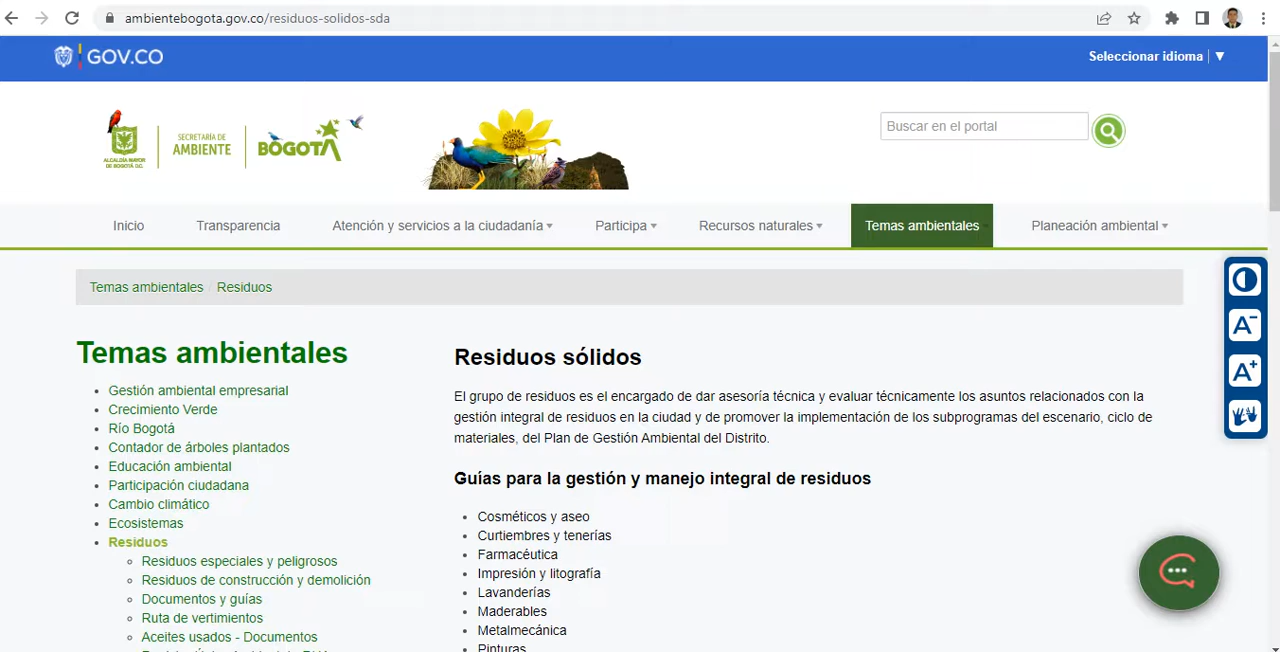 ambientebogota.gov.co/residuos-solidos-sda
GOV.CO
Seleccionar idioma
ALCALDÍA MAYOR
DE BOGOTÁ D.C.
SECRETARÍA DE
AMBIENTE
BOGOTÁ
Buscar en el portal
Inicio
Transparencia
Atención y servicios a la ciudadanía
Participa
Recursos naturales
Temas ambientales
Planeación ambiental
Temas ambientales / Residuos
A-
A+
Temas ambientales
Gestión ambiental empresarial
Crecimiento Verde
Río Bogotá
Contador de árboles plantados
Educación ambiental
Participación ciudadana
Cambio climático
Ecosistemas
Residuos
Residuos especiales y peligrosos
Residuos de construcción y demolición
Documentos y guías
Ruta de vertimientos
Aceites usados - Documentos
Residuos sólidos
El grupo de residuos es el encargado de dar asesoría técnica y evaluar técnicamente los asuntos relacionados con la
gestión integral de residuos en la ciudad y de promover la implementación de los subprogramas del escenario, ciclo de
materiales, del Plan de Gestión Ambiental del Distrito.
Guías para la gestión y manejo integral de residuos
Cosméticos y aseo
Curtiembres y tenerías
Farmacéutica
Impresión y litografía
Lavanderías
Maderables
Metalmecánica
Pinturas